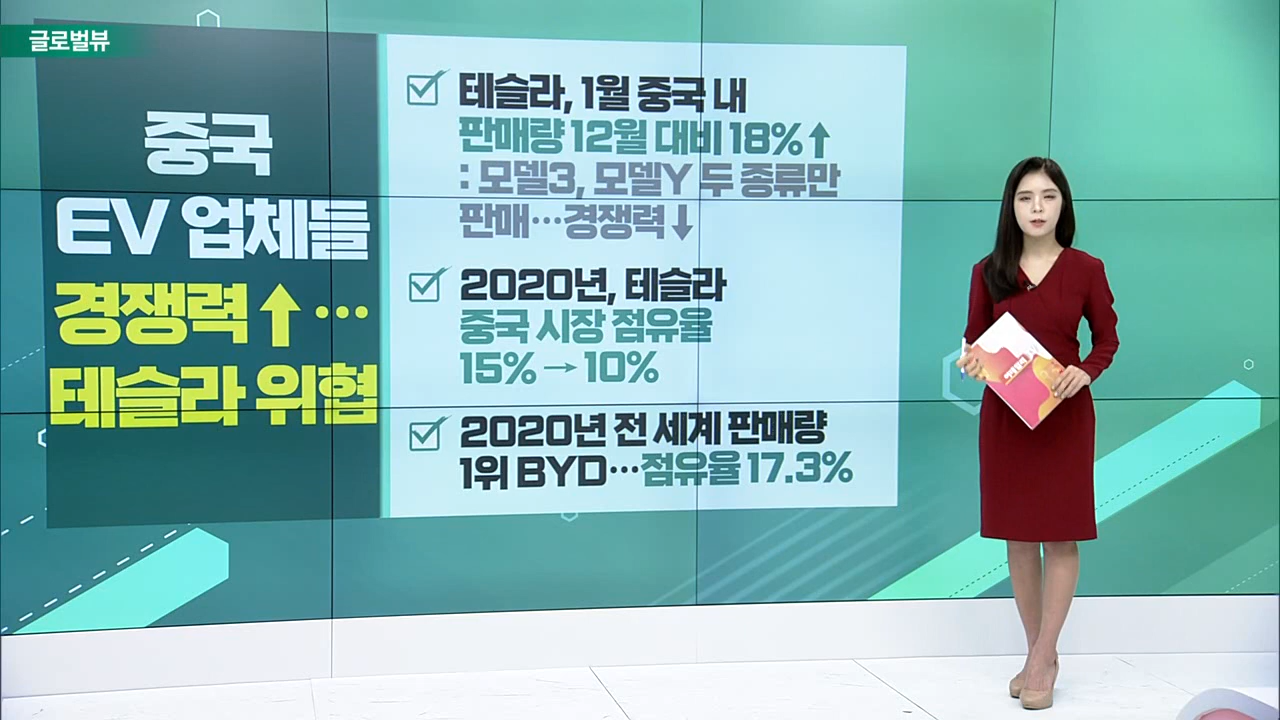 글로벌뷰
중국
EV 업체들
경쟁력↑…
테슬라 위협
테슬라, 1월 중국 내
판매량 12월 대비 18%↑
: 모델3, 모델Y 두 종류만
판매…경쟁력↓
2020년, 테슬라
중국 시장 점유율
15%→10%
2020년 전 세계 판매량
1위 BYD…점유율 17.3%